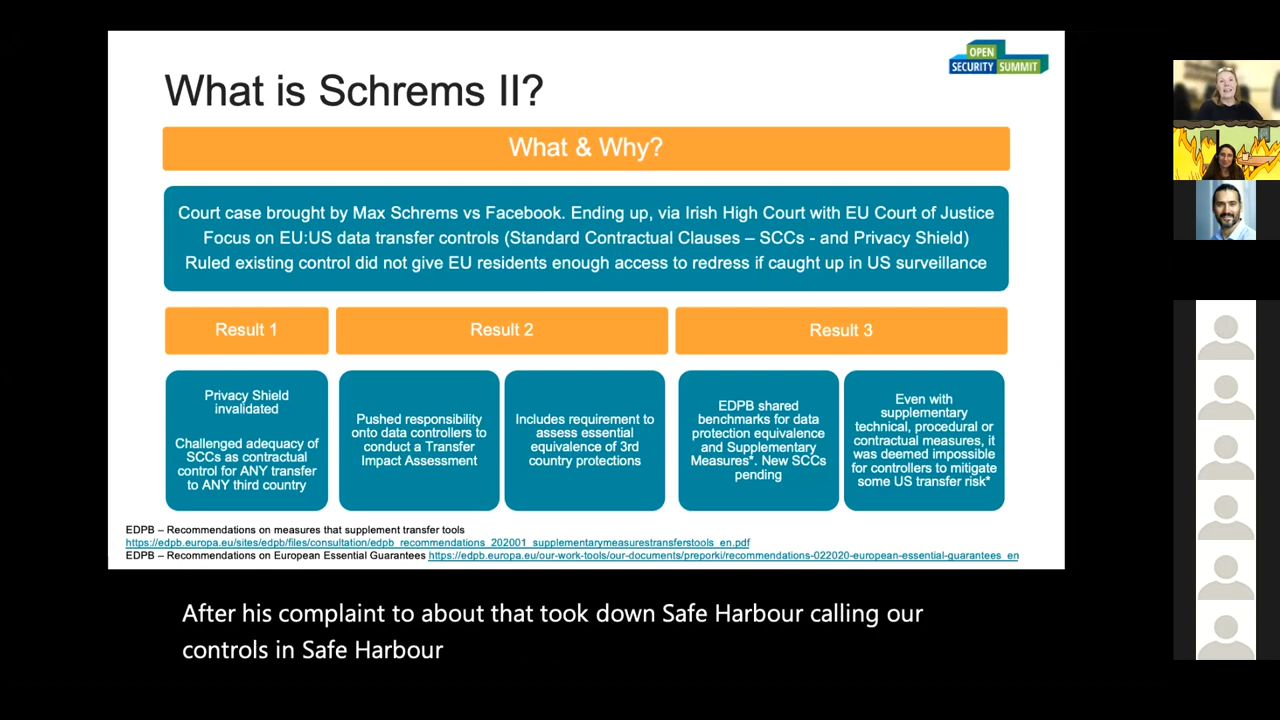 OPEN
SECURITY SUMMIT
What is Schrems II?
What & Why?
Court case brought by Max Schrems vs Facebook. Ending up, via Irish High Court with EU Court of Justice
Focus on EU:US data transfer controls (Standard Contractual Clauses – SCCs - and Privacy Shield)
Ruled existing control did not give EU residents enough access to redress if caught up in US surveillance
Result 1
Result 2
Result 3
Privacy Shield
invalidated
Challenged adequacy of
SCCs as contractual
control for ANY transfer
to ANY third country
Pushed responsibility
onto data controllers to
conduct a Transfer
Impact Assessment
Includes requirement to
assess essential
equivalence of 3rd
country protections
EDPB shared
benchmarks for data
protection equivalence
and Supplementary
Measures*. New SCCs
pending
Even with
supplementary
technical, procedural or
contractual measures, it
was deemed impossible
for controllers to mitigate
some US transfer risk*
EDPB – Recommendations on measures that supplement transfer tools
https://edpb.europa.eu/sites/edpb/files/consultation/edpb_recommendations_202001_supplementarymeasurestransferstools_en.pdf
EDPB – Recommendations on European Essential Guarantees https://edpb.europa.eu/our-work-tools/our-documents/preporki/recommendations-022020-european-essential-guarantees_en
After his complaint to about that took down Safe Harbour calling our
controls in Safe Harbour